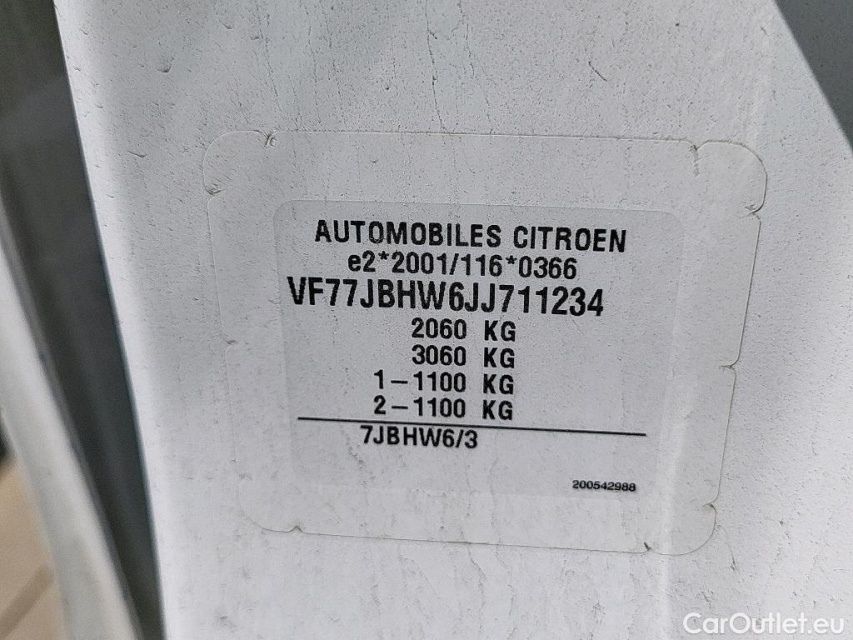 AUTOMOBILES CITROEN
e2*2001/116*0366
VF77JBHW6JJ711234
2060 KG
3060 KG
1-1100 KG
2-1100 KG
7JBHW6/3
200542988
CarOutlet.eu